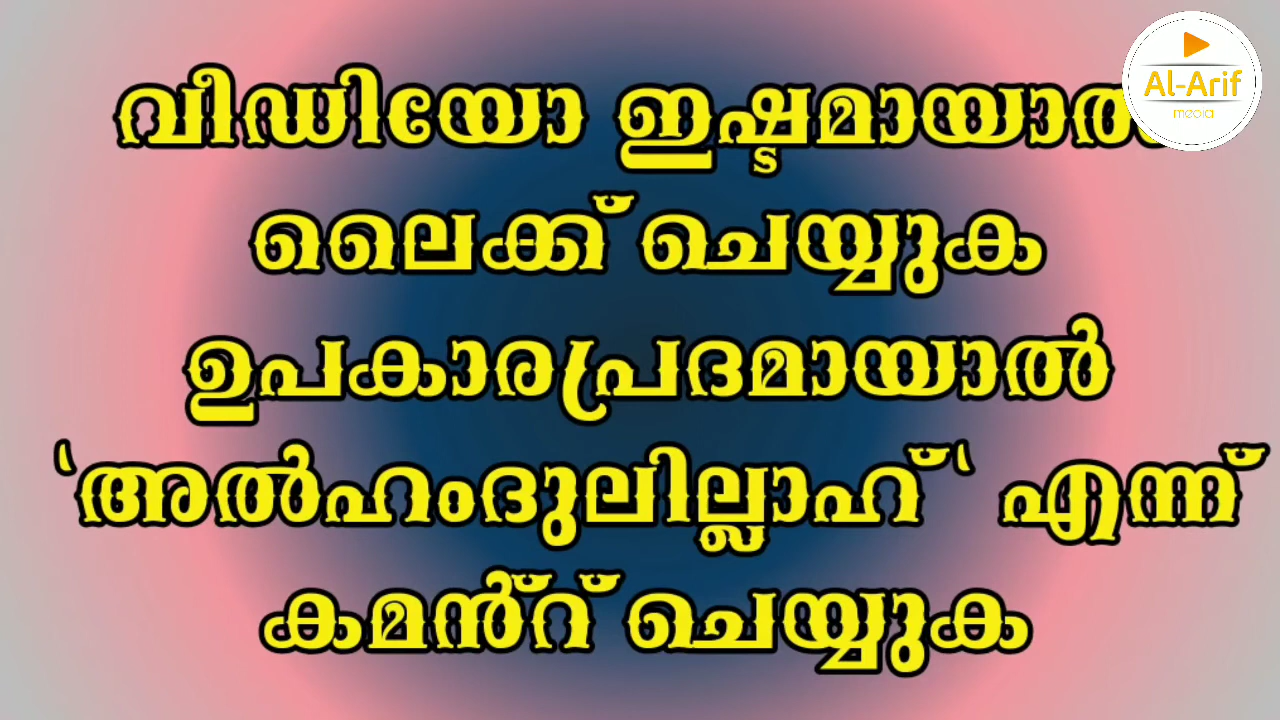 വീഡിയോ ഇഷ്ടമായാൽ
ലൈക്ക് ചെയ്യുക
ഉപകാരപ്രദമായാൽ
'അൽഹംദുലില്ലാഹ്' എന്ന്
കമൻ്റ് ചെയ്യുക
Al-Arif
media